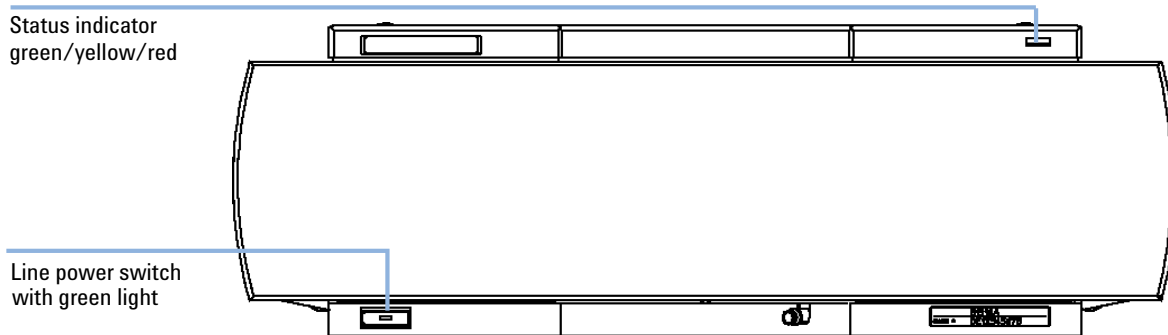 Status indicator
green/yellow/red
Line power switch
with green light